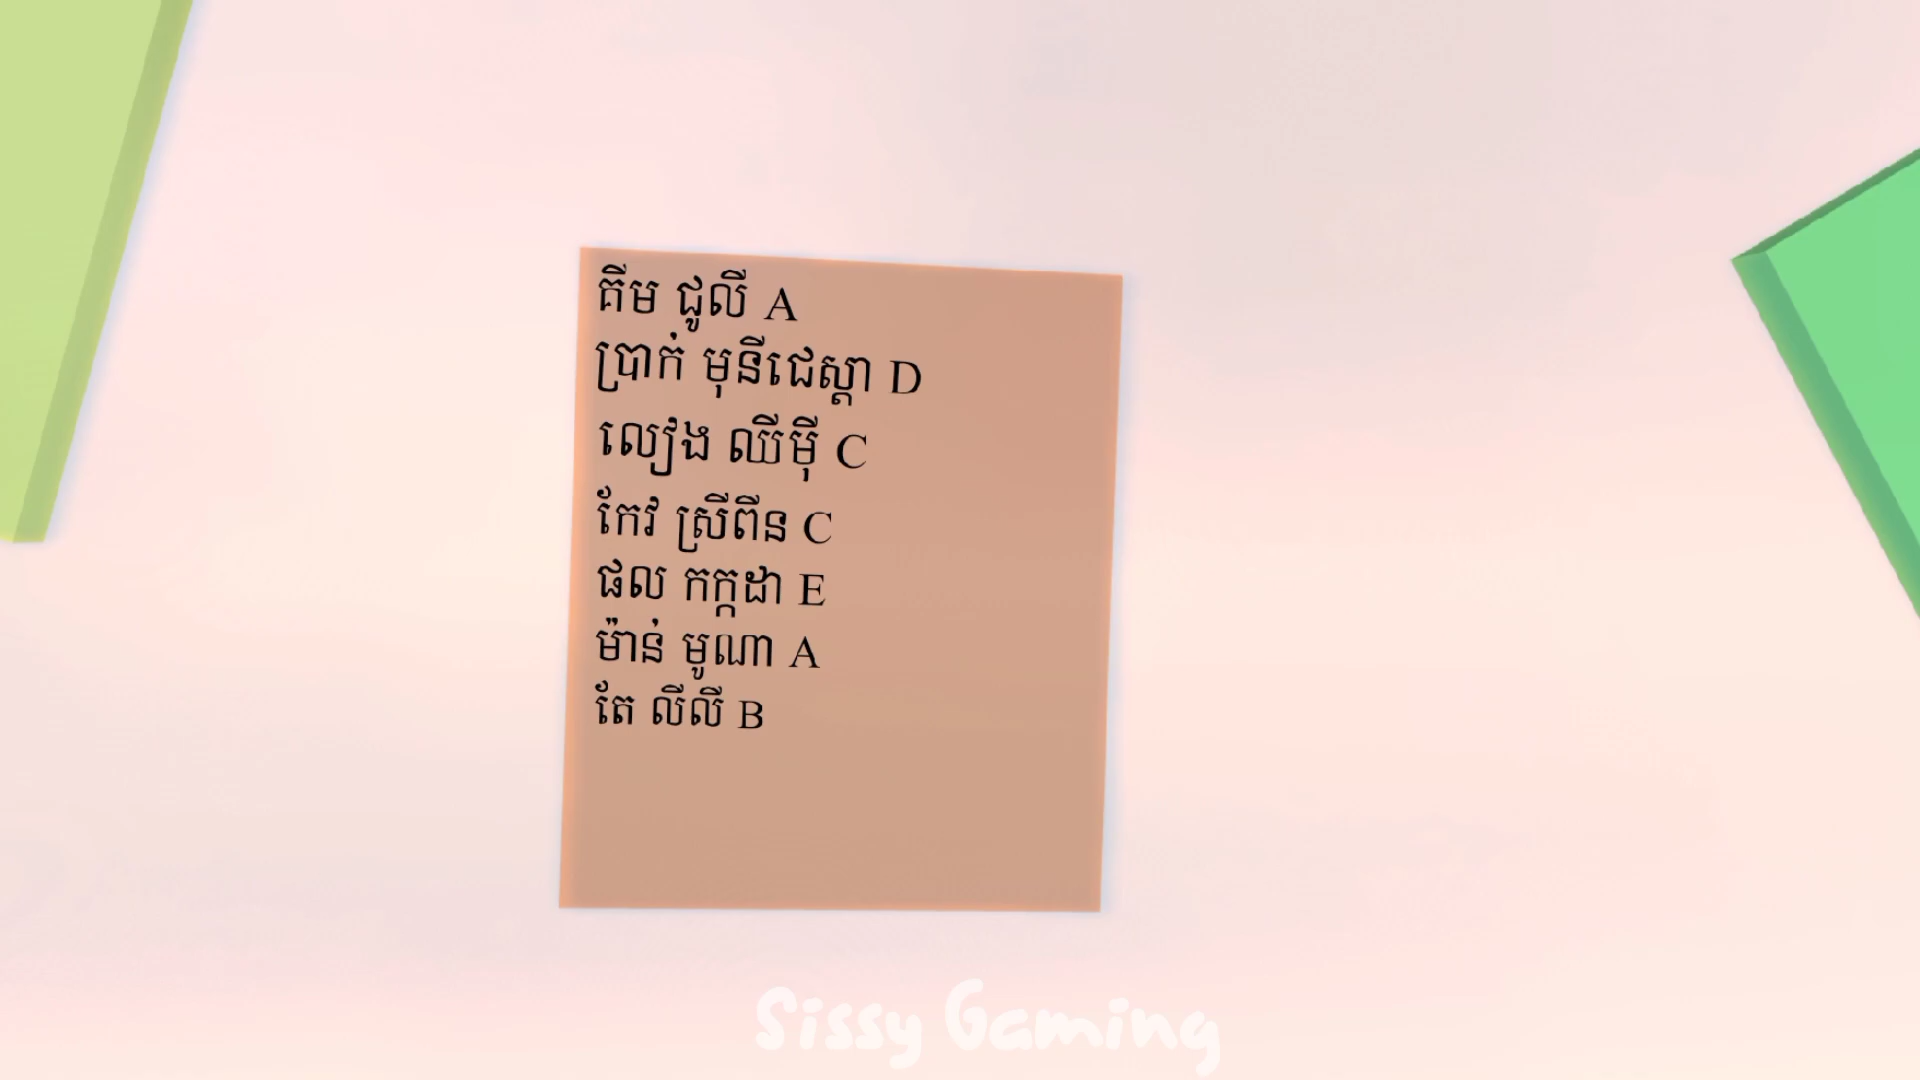 គីម ជូលី A
ប្រាក់ មុនីជេស្តា D
លៀង ឈីម៉ី C
កែវ ស្រីពីន C
ផល កក្កដា E
ម៉ាន់ មូណា A
តែ លីលី B
Sissy Gaming